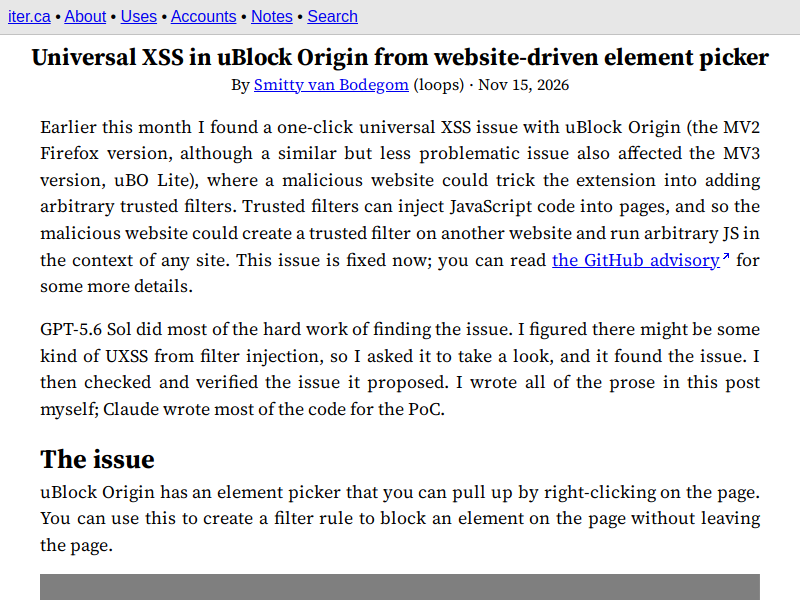 iter.ca • About • Uses • Accounts • Notes • Search
Universal XSS in uBlock Origin from website-driven element picker
By Smitty van Bodegom (loops) · Nov 15, 2026
Earlier this month I found a one-click universal XSS issue with uBlock Origin (the MV2
Firefox version, although a similar but less problematic issue also affected the MV3
version, uBO Lite), where a malicious website could trick the extension into adding
arbitrary trusted filters. Trusted filters can inject JavaScript code into pages, and so the
malicious website could create a trusted filter on another website and run arbitrary JS in
the context of any site. This issue is fixed now; you can read the GitHub advisory↗ for
some more details.
GPT-5.6 Sol did most of the hard work of finding the issue. I figured there might be some
kind of UXSS from filter injection, so I asked it to take a look, and it found the issue. I
then checked and verified the issue it proposed. I wrote all of the prose in this post
myself; Claude wrote most of the code for the PoC.
The issue
uBlock Origin has an element picker that you can pull up by right-clicking on the page.
You can use this to create a filter rule to block an element on the page without leaving
the page.